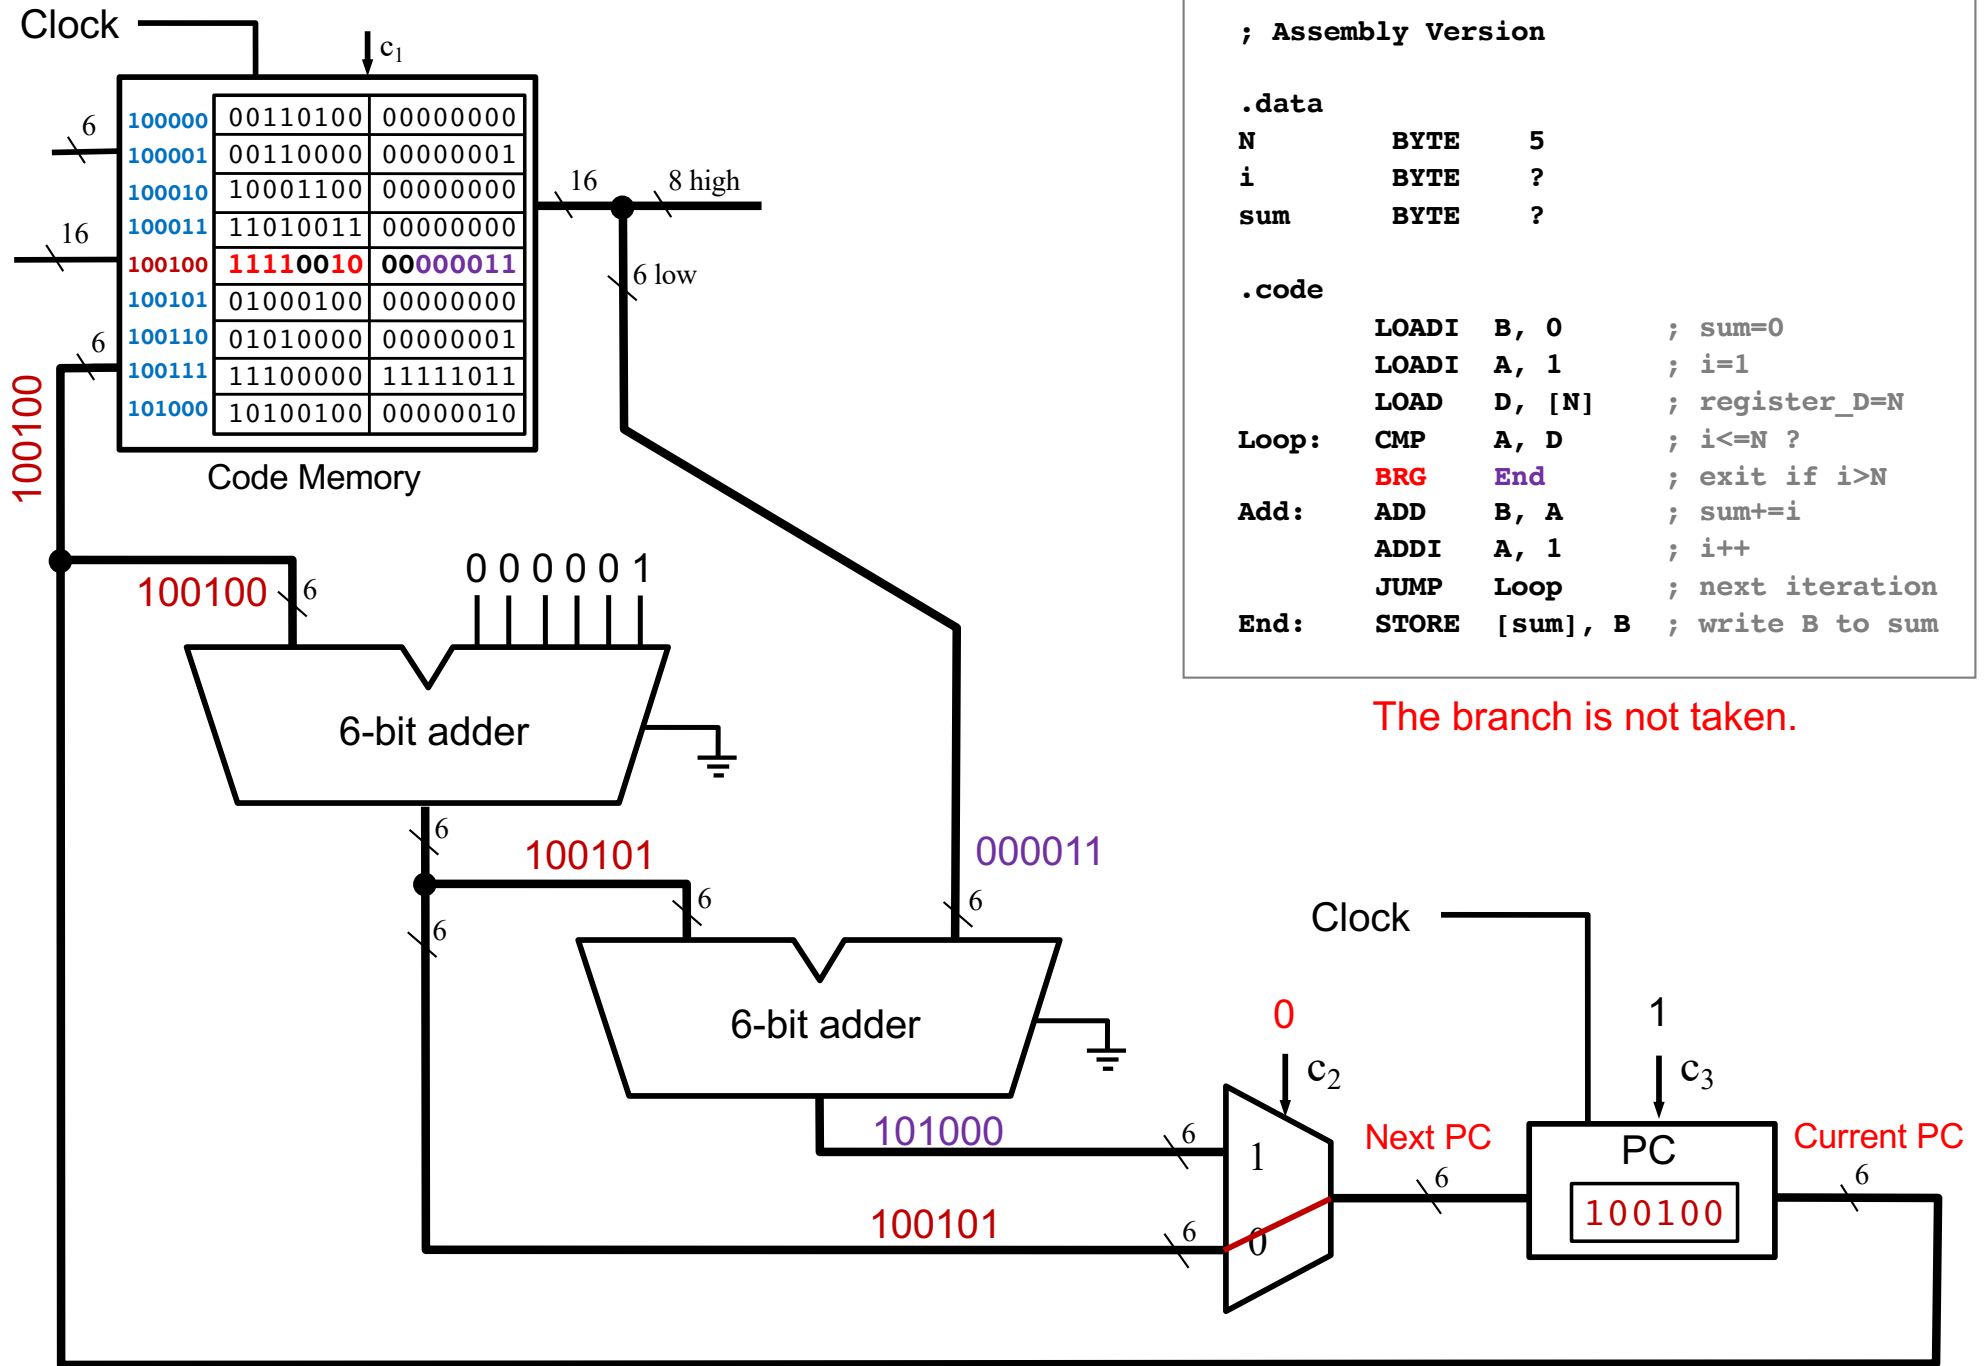 Clock
c1
6
16
6
100000 00110100 00000000
100001 00110000 00000001
100010 10001100 00000000
100011 11010011 00000000
100100 11110010 00000011
100101 01000100 00000000
100110 01010000 00000001
100111 11100000 11111011
101000 10100100 00000010
Code Memory
16
8 high
6 low
100100
; Assembly Version
.data
N BYTE 5
i BYTE ?
sum BYTE ?
.code
LOADI B, 0 ; sum=0
LOADI A, 1 ; i=1
LOAD D, [N] ; register_D=N
Loop: CMP A, D ; i<=N ?
BRG End ; exit if i>N
Add: ADD B, A ; sum+=i
ADDI A, 1 ; i++
JUMP Loop ; next iteration
End: STORE [sum], B ; write B to sum
The branch is not taken.
100100
6
0 0 0 0 0 1
6-bit adder
6
100101
6
6
000011
6
6-bit adder
101000
6
100101
6
0
c2
1
0
Next PC
6
Clock
1
c3
PC
100100
Current PC
6